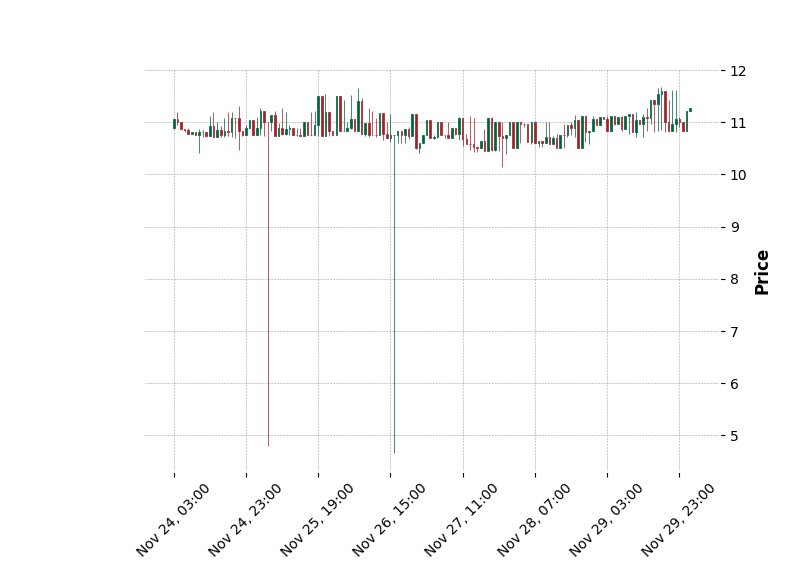 12
11
10
9
8
7
6
5
Price
Nov 24, 03:00
Nov 24, 23:00
Nov 25, 19:00
Nov 26, 15:00
Nov 27, 11:00
Nov 28, 07:00
Nov 29, 03:00
Nov 29, 23:00